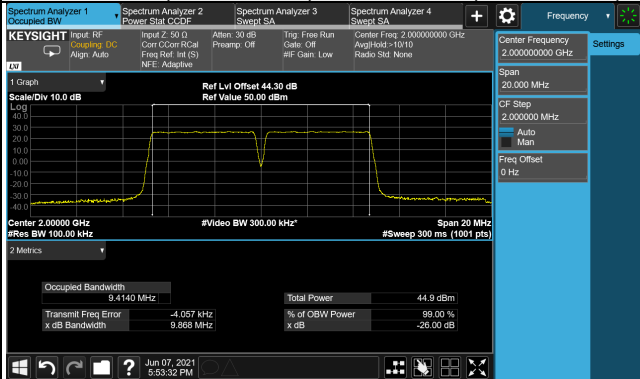 Spectrum Analyzer 1
Occupied BW
Spectrum Analyzer 2
Power Stat CCDF
Spectrum Analyzer 3
Swept SA
Spectrum Analyzer 4
Swept SA
+
Frequency
KEYSIGHT
LXI
Input: RF
Coupling: DC
Align: Auto
Input Z: 50 Ω
Corr CCorr RCal
Freq Ref: Int (S)
NFE: Adaptive
Atten: 30 dB
Preamp: Off
Trig: Free Run
Gate: Off
#IF Gain: Low
Center Freq: 2.000000000 GHz
Avg|Hold:>10/10
Radio Std: None
Center Frequency
2.000000000 GHz
Settings
Span
20.000 MHz
CF Step
2.000000 MHz
Auto
Man
Freq Offset
0 Hz
1 Graph
Scale/Div 10.0 dB
Ref Lvl Offset 44.30 dB
Ref Value 50.00 dBm
Log
40.0
30.0
20.0
10.0
0.00
-10.0
-20.0
-30.0
-40.0
Center 2.00000 GHz
#Res BW 100.00 kHz
#Video BW 300.00 kHz*
Span 20 MHz
#Sweep 300 ms (1001 pts)
2 Metrics
Occupied Bandwidth
9.4140 MHz
Total Power 44.9 dBm
Transmit Freq Error -4.057 kHz
% of OBW Power 99.00 %
x dB Bandwidth 9.868 MHz
x dB -26.00 dB
?
Jun 07, 2021
5:53:32 PM